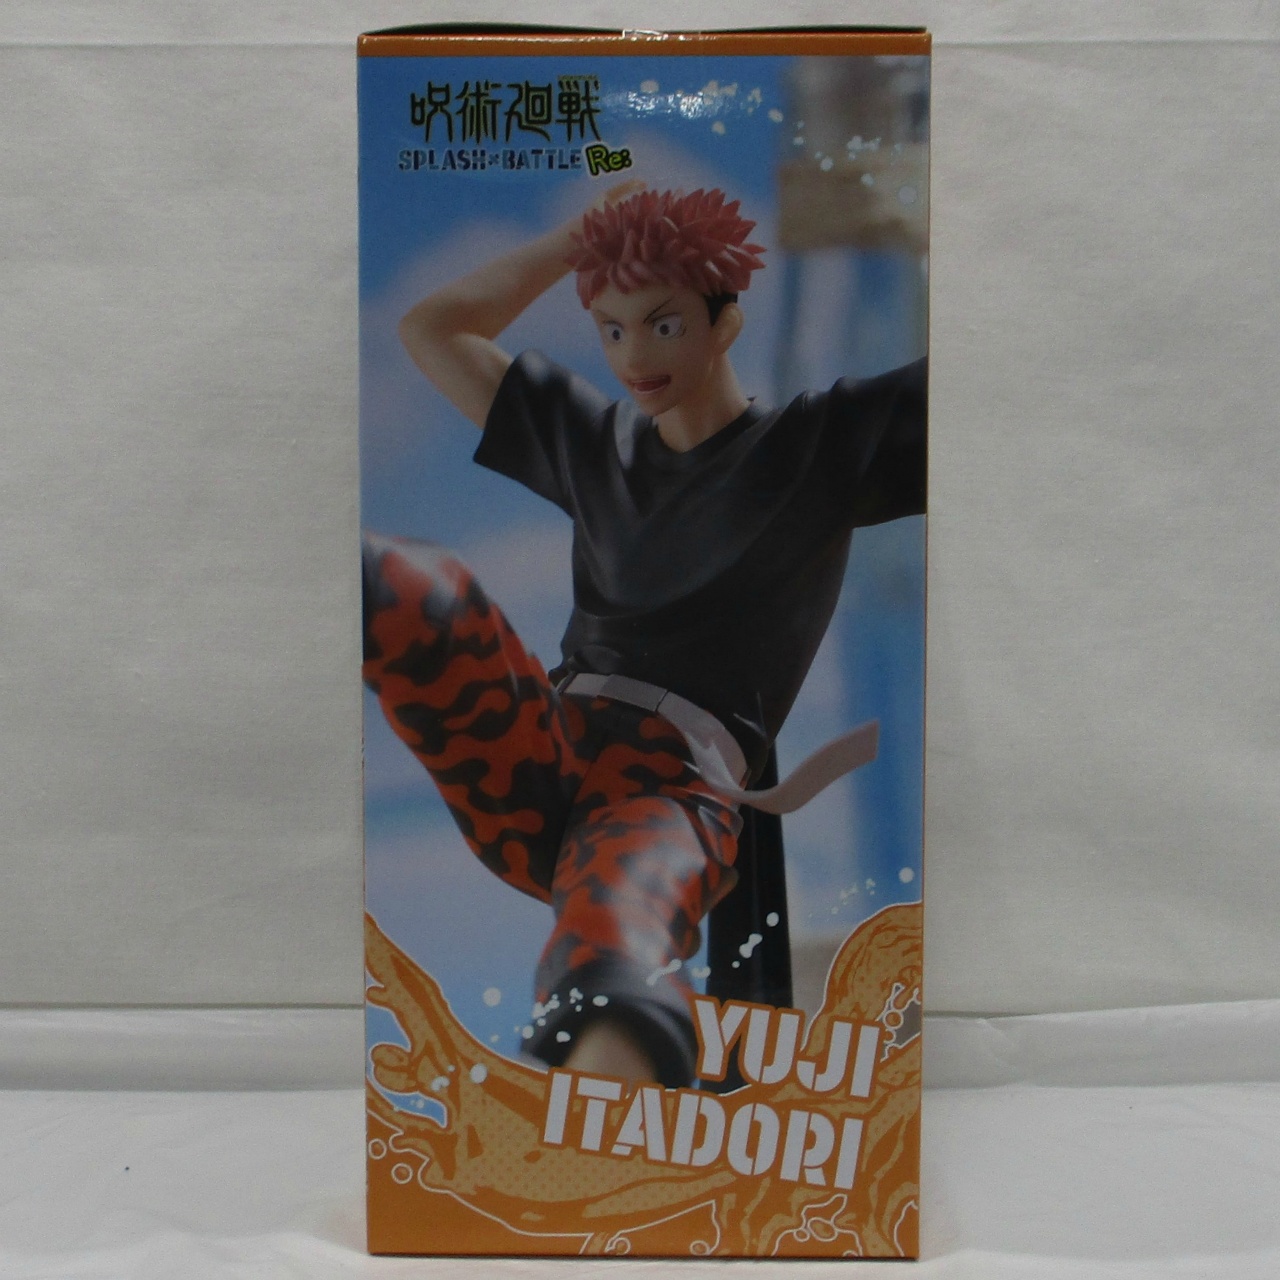 呪術廻戦
SPLASH×BATTLE Re:
YUJI
ITADORI